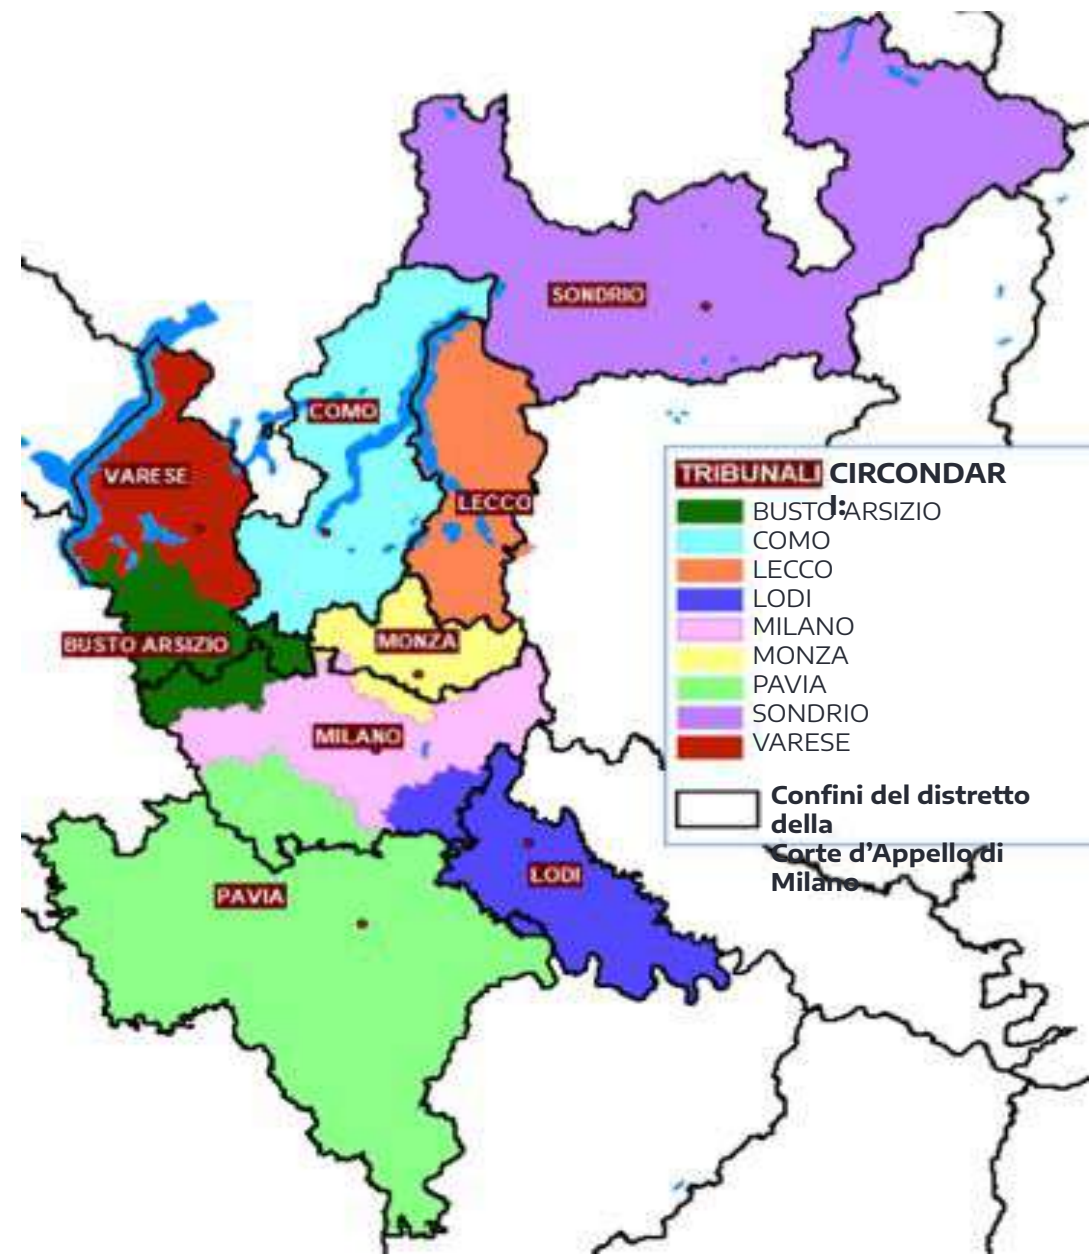 SONDRIO
COMO
VARESE
LECCO
BUSTO ARSIZIO
MONZA
MILANO
LODI
PAVIA
TRIBUNALI CIRCONDAR
I:
BUSTO ARSIZIO
COMO
LECCO
LODI
MILANO
MONZA
PAVIA
SONDRIO
VARESE
Confini del distretto
della
Corte d’Appello di
Milano